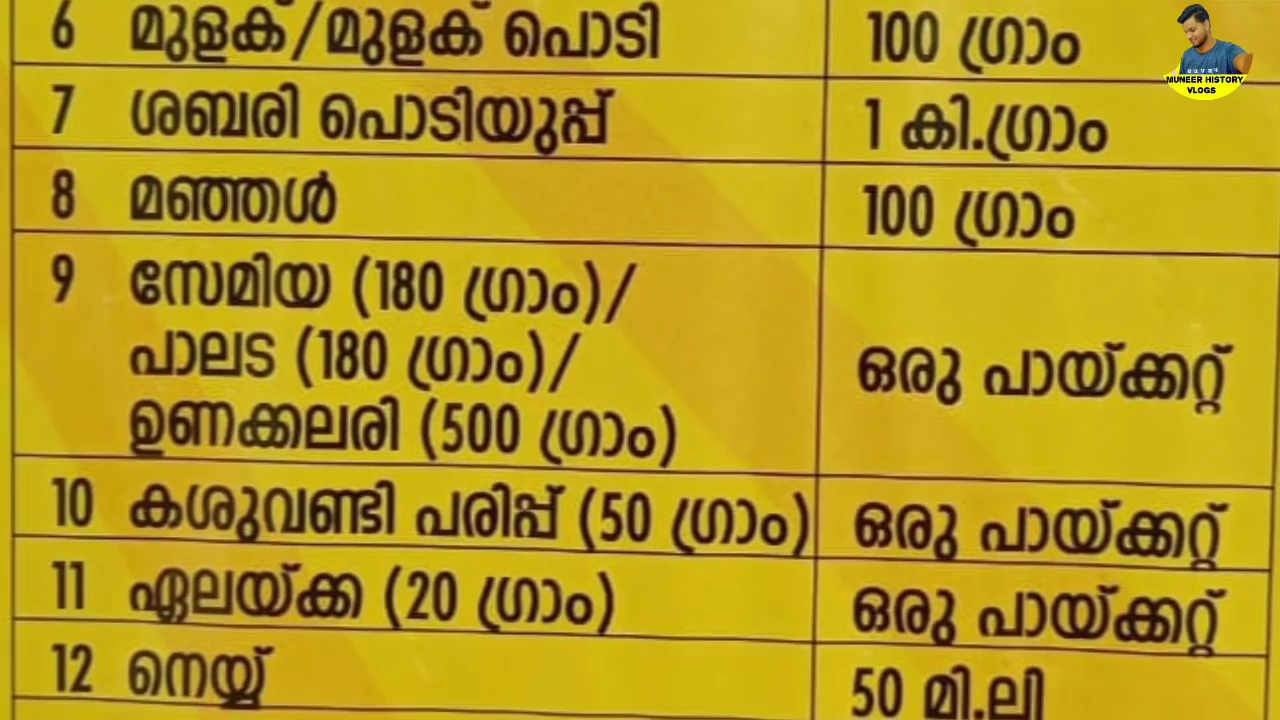 6 മുളക്/മുളക് പൊടി 100 ഗ്രാം
7 ശബരി പൊടിയുപ്പ് 1 കി.ഗ്രാം
8 മഞ്ഞൾ 100 ഗ്രാം
9 സേമിയ (180 ഗ്രാം)/
പാലട (180 ഗ്രാം)/ ഒരു പായ്ക്കറ്റ്
ഉണക്കലരി (500 ഗ്രാം)
10 കശുവണ്ടി പരിപ്പ് (50 ഗ്രാം) ഒരു പായ്ക്കറ്റ്
11 ഏലയ്ക്ക (20 ഗ്രാം) ഒരു പായ്ക്കറ്റ്
12 നെയ്യ് 50 മി.ലി
MUNEER HISTORY
VLOGS